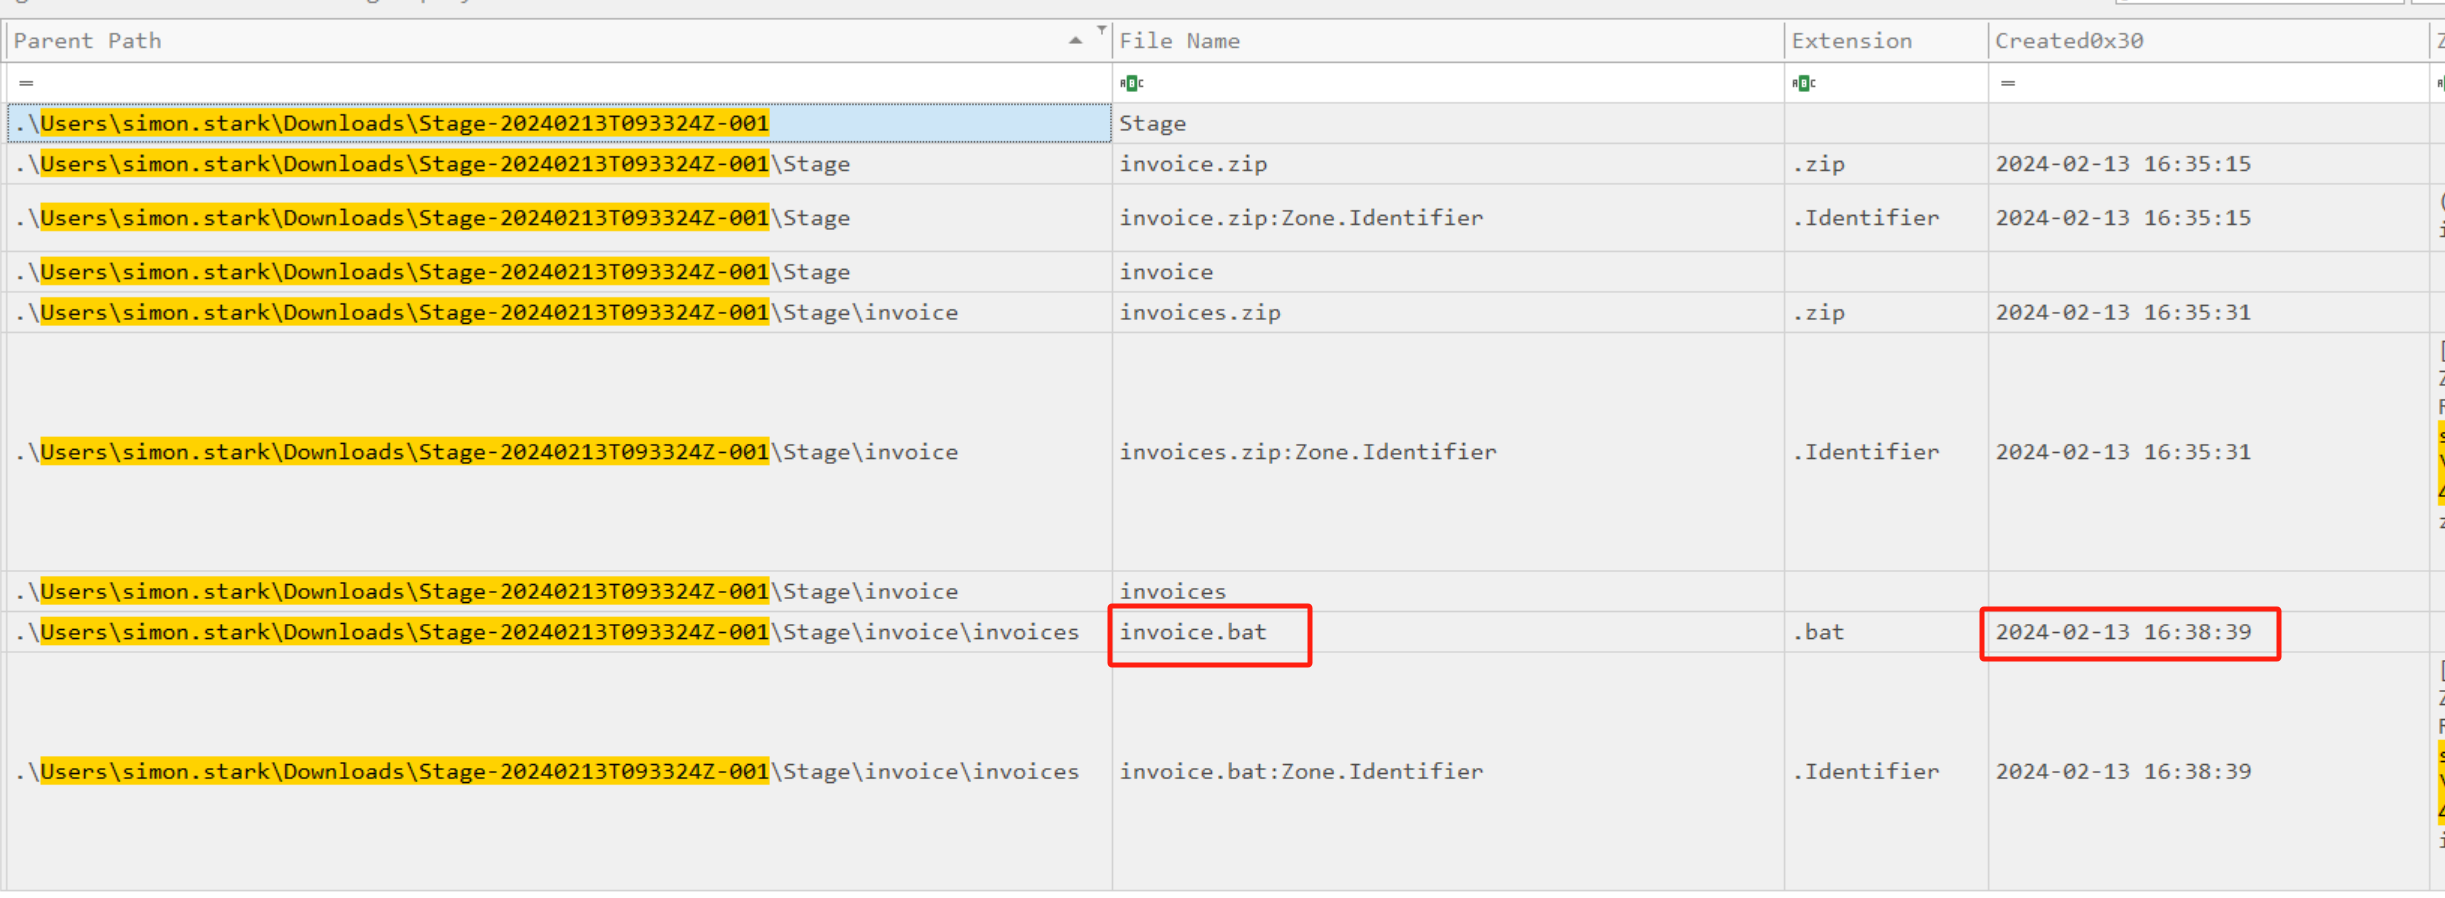 Parent Path File Name Extension Created0x30
= ABC ABC =
.\Users\simon.stark\Downloads\Stage-20240213T093324Z-001 Stage
.\Users\simon.stark\Downloads\Stage-20240213T093324Z-001\Stage invoice.zip .zip 2024-02-13 16:35:15
.\Users\simon.stark\Downloads\Stage-20240213T093324Z-001\Stage invoice.zip:Zone.Identifier .Identifier 2024-02-13 16:35:15
.\Users\simon.stark\Downloads\Stage-20240213T093324Z-001\Stage invoice
.\Users\simon.stark\Downloads\Stage-20240213T093324Z-001\Stage\invoice invoices.zip .zip 2024-02-13 16:35:31
.\Users\simon.stark\Downloads\Stage-20240213T093324Z-001\Stage\invoice invoices.zip:Zone.Identifier .Identifier 2024-02-13 16:35:31
.\Users\simon.stark\Downloads\Stage-20240213T093324Z-001\Stage\invoice invoices
.\Users\simon.stark\Downloads\Stage-20240213T093324Z-001\Stage\invoice\invoices invoice.bat .bat 2024-02-13 16:38:39
.\Users\simon.stark\Downloads\Stage-20240213T093324Z-001\Stage\invoice\invoices invoice.bat:Zone.Identifier .Identifier 2024-02-13 16:38:39